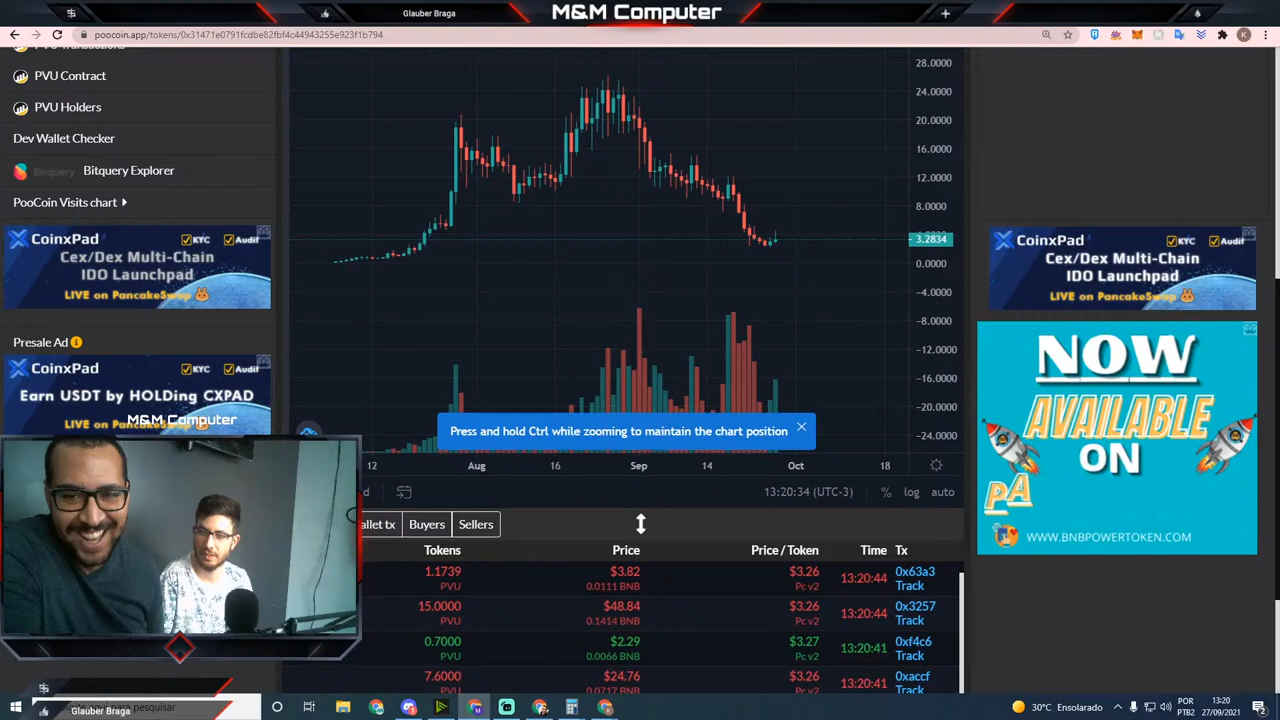 Glauber Braga
M&M Computer
poocoin.app/tokens/0x31471e0791fcdbe82fbf4c44943255e923f1b794
K
PVU Contract
PVU Holders
Dev Wallet Checker
Bitquery
Bitquery Explorer
PooCoin Visits chart
CoinxPad
KYC
Audit
Cex/Dex Multi-Chain
IDO Launchpad
LIVE on PancakeSwap
Presale Ad
CoinxPad
KYC
Audit
Earn USDT by HOLDing CXPAD
M&M Computer
28.0000
24.0000
20.0000
16.0000
12.0000
8.0000
3.2834
0.0000
-4.0000
-8.0000
-12.0000
-16.0000
-20.0000
-24.0000
Press and hold Ctrl while zooming to maintain the chart position
12 Aug 16 Sep 14 Oct 18
13:20:34 (UTC-3) % log auto
Buyers Sellers
Tokens Price Price / Token Time Tx
1.1739 $3.82 $3.26 13:20:44 0x63a3
PVU 0.0111 BNB Pc v2 Track
15.0000 $48.84 $3.26 13:20:44 0x3257
PVU 0.1414 BNB Pc v2 Track
0.7000 $2.29 $3.27 13:20:41 0xf4c6
PVU 0.0066 BNB Pc v2 Track
7.6000 $24.76 $3.26 13:20:41 0xaccf
PVU 0.0717 BNB Pc v2 Track
CoinxPad
KYC
Audit
Cex/Dex Multi-Chain
IDO Launchpad
LIVE on PancakeSwap
NOW
AVAILABLE
ON
PA
WWW.BNBPOWERTOKEN.COM
Glauber Braga
pesquisar
30°C Ensolarado
POR
PTB2
13:20
27/09/2021
2